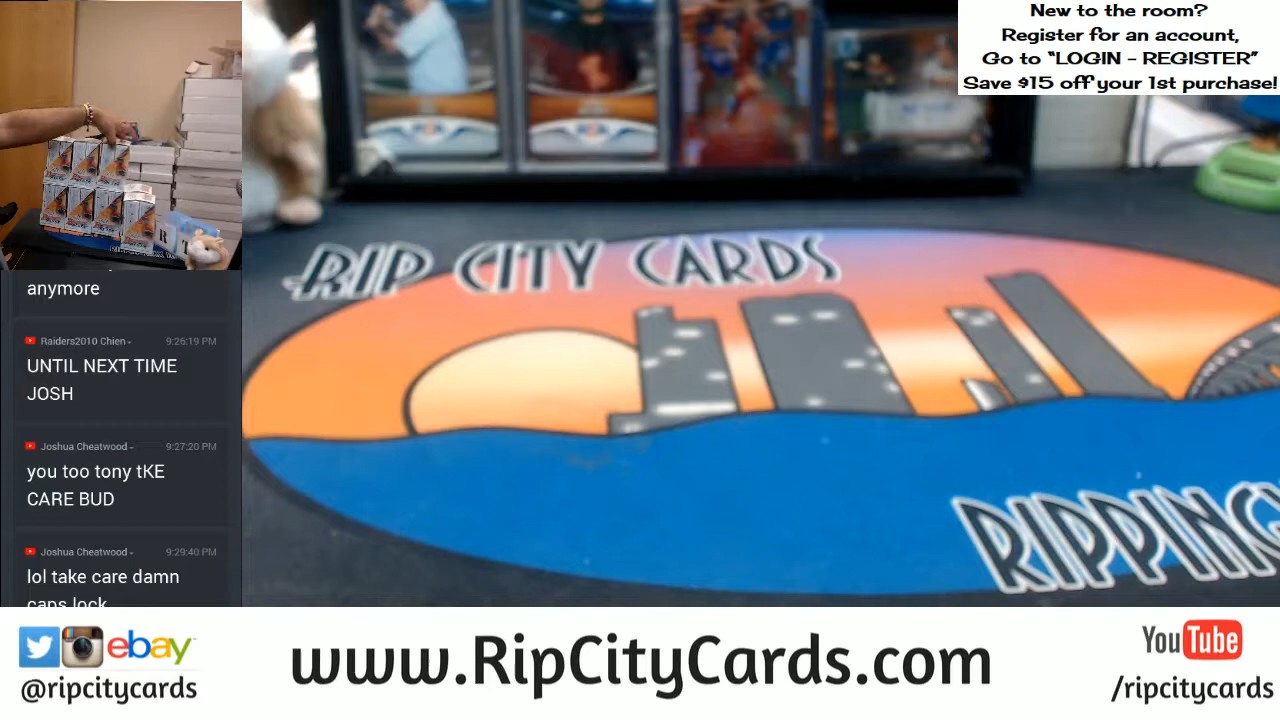 New to the room?
Register for an account,
Go to "LOGIN - REGISTER"
Save $15 off your 1st purchase!
RIP CITY CARDS
RIPPING
anymore
Raiders2010 Chien
9:26:19 PM
UNTIL NEXT TIME
JOSH
Joshua Cheatwood
9:27:20 PM
you too tony tKE
CARE BUD
Joshua Cheatwood
9:29:40 PM
lol take care damn
caps lock
ebay
@ripcitycards
www.RipCityCards.com
YouTube
/ripcitycards